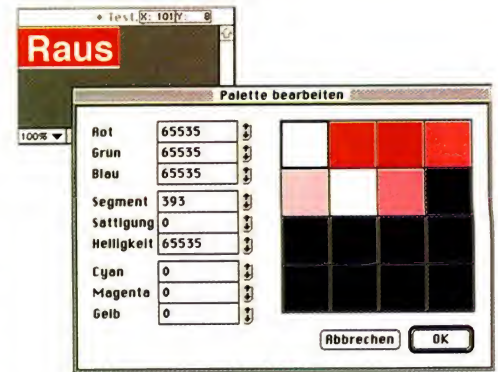 Test.
X: 101 Y: 8
Raus
100%
Palette bearbeiten
Rot 65535
Grün 65535
Blau 65535
Segment 393
Sättigung 0
Helligkeit 65535
Cyan 0
Magenta 0
Gelb 0
Abbrechen OK